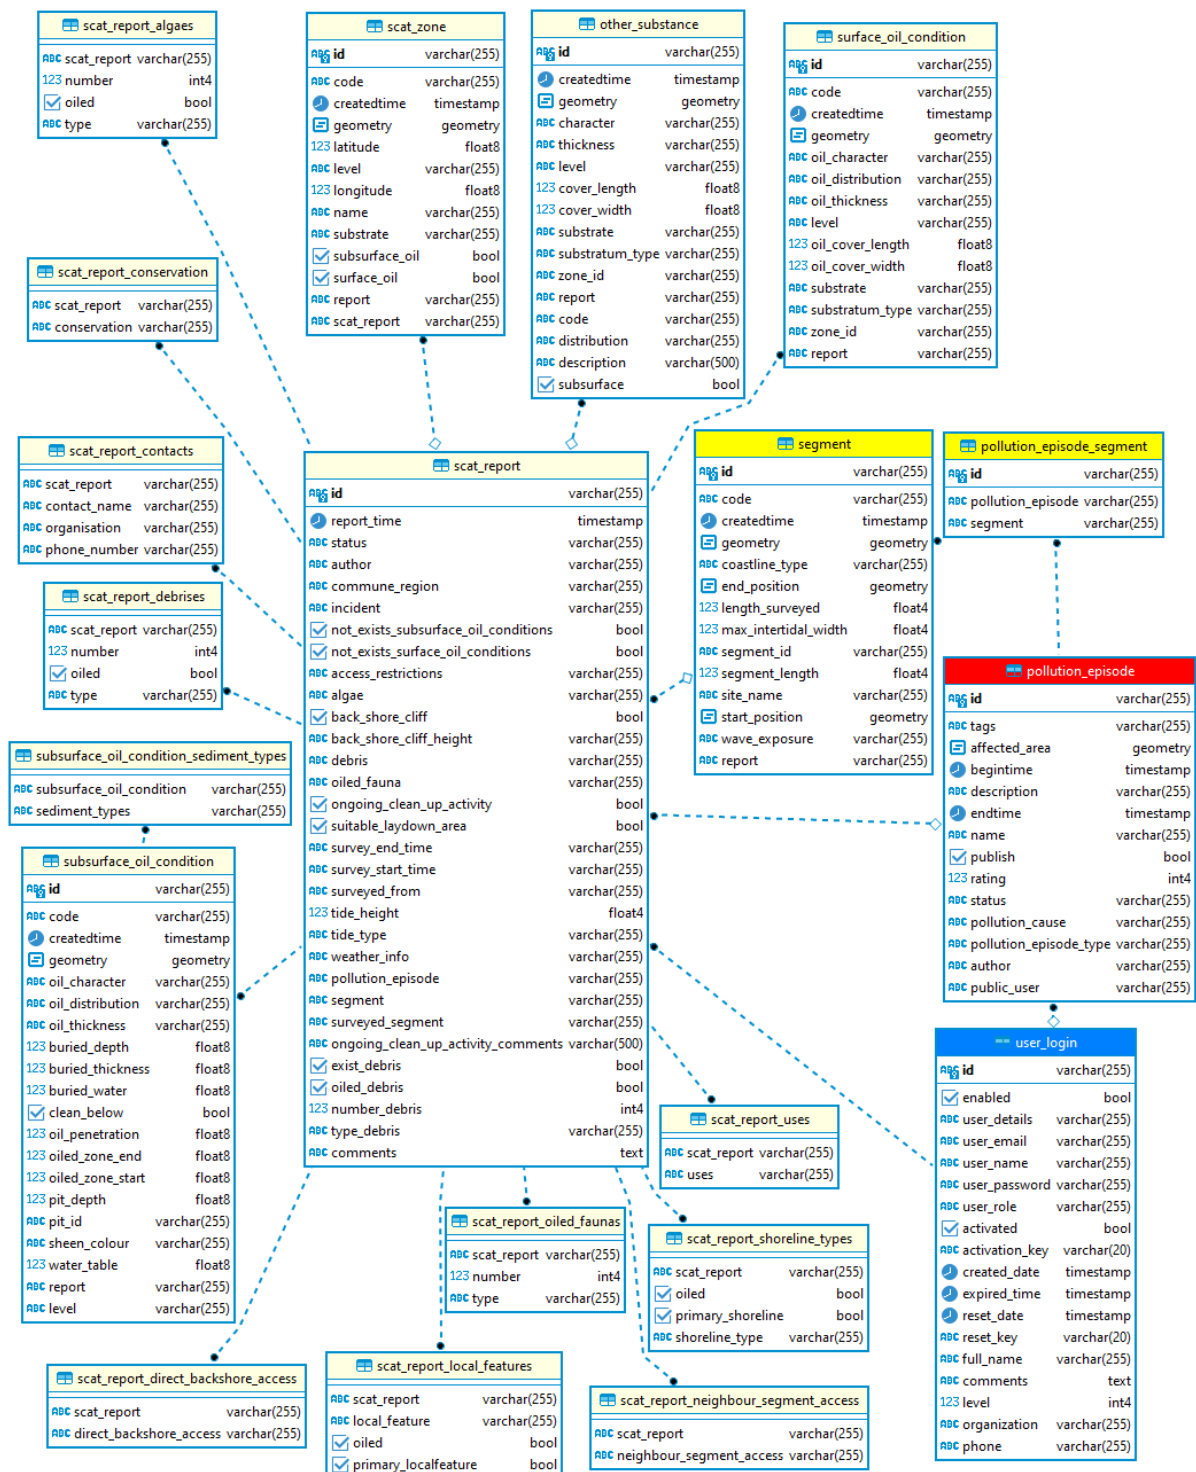 scat_report_algaes
scat_report varchar(255)
number int4
oiled bool
type varchar(255)
scat_zone
id varchar(255)
code varchar(255)
createdtime timestamp
geometry geometry
latitude float8
level varchar(255)
longitude float8
name varchar(255)
substrate varchar(255)
subsurface_oil bool
surface_oil bool
report varchar(255)
scat_report varchar(255)
other_substance
id varchar(255)
createdtime timestamp
geometry geometry
character varchar(255)
thickness varchar(255)
level varchar(255)
cover_length float8
cover_width float8
substrate varchar(255)
substratum_type varchar(255)
zone_id varchar(255)
report varchar(255)
code varchar(255)
distribution varchar(255)
description varchar(500)
subsurface bool
surface_oil_condition
id varchar(255)
code varchar(255)
createdtime timestamp
geometry geometry
oil_character varchar(255)
oil_distribution varchar(255)
oil_thickness varchar(255)
level varchar(255)
oil_cover_length float8
oil_cover_width float8
substrate varchar(255)
substratum_type varchar(255)
zone_id varchar(255)
report varchar(255)
scat_report_conservation
scat_report varchar(255)
conservation varchar(255)
scat_report_contacts
scat_report varchar(255)
contact_name varchar(255)
organisation varchar(255)
phone_number varchar(255)
scat_report_debrises
scat_report varchar(255)
number int4
oiled bool
type varchar(255)
subsurface_oil_condition_sediment_types
subsurface_oil_condition varchar(255)
sediment_types varchar(255)
subsurface_oil_condition
id varchar(255)
code varchar(255)
createdtime timestamp
geometry geometry
oil_character varchar(255)
oil_distribution varchar(255)
oil_thickness varchar(255)
buried_depth float8
buried_thickness float8
buried_water float8
clean_below bool
oil_penetration float8
oiled_zone_end float8
oiled_zone_start float8
pit_depth float8
pit_id varchar(255)
sheen_colour varchar(255)
water_table float8
report varchar(255)
level varchar(255)
scat_report
id varchar(255)
report_time timestamp
status varchar(255)
author varchar(255)
commune_region varchar(255)
incident varchar(255)
not_exists_subsurface_oil_conditions bool
not_exists_surface_oil_conditions bool
access_restrictions varchar(255)
algae varchar(255)
back_shore_cliff bool
back_shore_cliff_height varchar(255)
debris varchar(255)
oiled_fauna varchar(255)
ongoing_clean_up_activity bool
suitable_laydown_area bool
survey_end_time varchar(255)
survey_start_time varchar(255)
surveyed_from varchar(255)
tide_height float4
tide_type varchar(255)
weather_info varchar(255)
pollution_episode varchar(255)
segment varchar(255)
surveyed_segment varchar(255)
ongoing_clean_up_activity_comments varchar(500)
exist_debris bool
oiled_debris bool
number_debris int4
type_debris varchar(255)
comments text
segment
id varchar(255)
code varchar(255)
createdtime timestamp
geometry geometry
coastline_type varchar(255)
end_position geometry
length_surveyed float4
max_intertidal_width float4
segment_id varchar(255)
segment_length float4
site_name varchar(255)
start_position geometry
wave_exposure varchar(255)
report varchar(255)
pollution_episode_segment
id varchar(255)
pollution_episode varchar(255)
segment varchar(255)
pollution_episode
id varchar(255)
tags varchar(255)
affected_area geometry
begintime timestamp
description varchar(255)
endtime timestamp
name varchar(255)
publish bool
rating int4
status varchar(255)
pollution_cause varchar(255)
pollution_episode_type varchar(255)
author varchar(255)
public_user varchar(255)
user_login
id varchar(255)
enabled bool
user_details varchar(255)
user_email varchar(255)
user_name varchar(255)
user_password varchar(255)
user_role varchar(255)
activated bool
activation_key varchar(20)
created_date timestamp
expired_time timestamp
reset_date timestamp
reset_key varchar(20)
full_name varchar(255)
comments text
level int4
organization varchar(255)
phone varchar(255)
scat_report_uses
scat_report varchar(255)
uses varchar(255)
scat_report_oiled_faunas
scat_report varchar(255)
number int4
type varchar(255)
scat_report_shoreline_types
scat_report varchar(255)
oiled bool
primary_shoreline bool
shoreline_type varchar(255)
scat_report_direct_backshore_access
scat_report varchar(255)
direct_backshore_access varchar(255)
scat_report_local_features
scat_report varchar(255)
local_feature varchar(255)
oiled bool
primary_localfeature bool
scat_report_neighbour_segment_access
scat_report varchar(255)
neighbour_segment_access varchar(255)